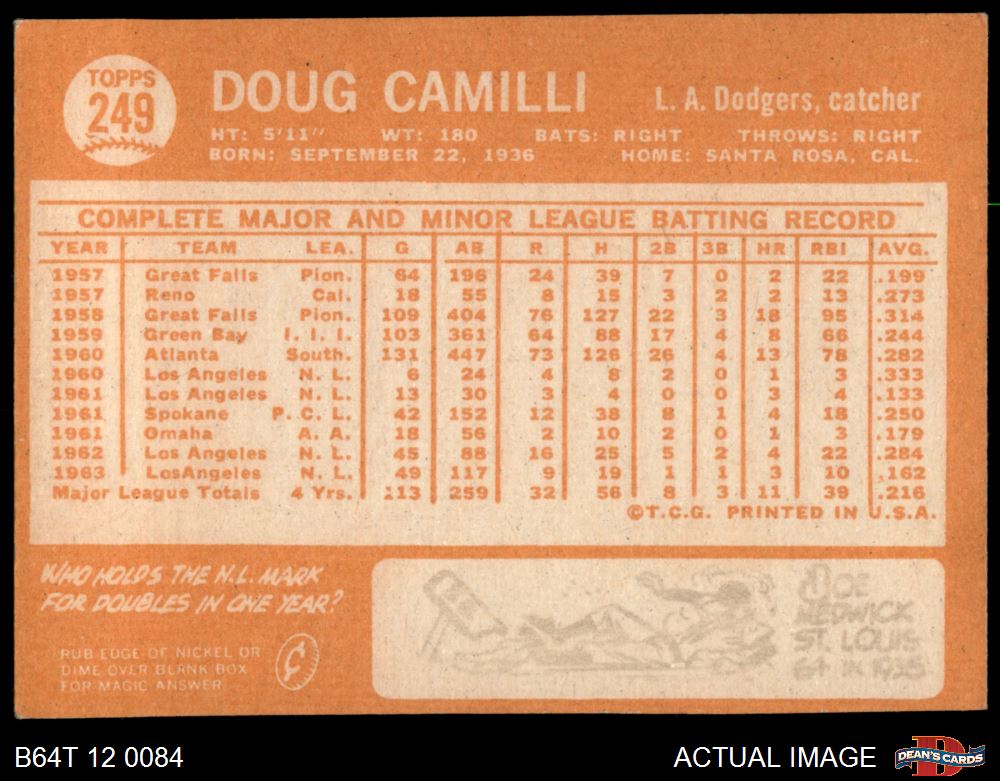 TOPPS
249
DOUG CAMILLI
L. A. Dodgers, catcher
HT: 5'11" WT: 180 BATS: RIGHT THROWS: RIGHT
BORN: SEPTEMBER 22, 1936 HOME: SANTA ROSA, CAL.
COMPLETE MAJOR AND MINOR LEAGUE BATTING RECORD
YEAR TEAM LEA. G AB R H 2B 3B HR RBI AVG.
1957 Great Falls Pion. 64 196 24 39 7 0 2 22 .199
1957 Reno Cal. 18 55 8 15 3 2 2 13 .273
1958 Great Falls Pion. 109 404 76 127 22 3 18 95 .314
1959 Green Bay I. I. I. 103 361 64 88 17 4 8 66 .244
1960 Atlanta South. 131 447 73 126 26 4 13 78 .282
1960 Los Angeles N. L. 6 24 4 8 2 0 1 3 .333
1961 Los Angeles N. L. 13 30 3 4 0 0 3 4 .133
1961 Spokane P. C. L. 42 152 12 38 8 1 4 18 .250
1961 Omaha A. A. 18 56 2 10 2 0 1 3 .179
1962 Los Angeles N. L. 45 88 16 25 5 2 4 22 .284
1963 LosAngeles N. L. 49 117 9 19 1 1 3 10 .162
Major League Totals 4 Yrs. 113 259 32 56 8 3 11 39 .216
©T.C.G. PRINTED IN U.S.A.
WHO HOLDS THE N.L. MARK
FOR DOUBLES IN ONE YEAR?
RUB EDGE OF NICKEL OR
DIME OVER BLANK BOX
FOR MAGIC ANSWER
¢
JOE
MEDWICK
ST. LOUIS
64 IN 1935
B64T 12 0084
ACTUAL IMAGE
D
DEAN'S CARDS